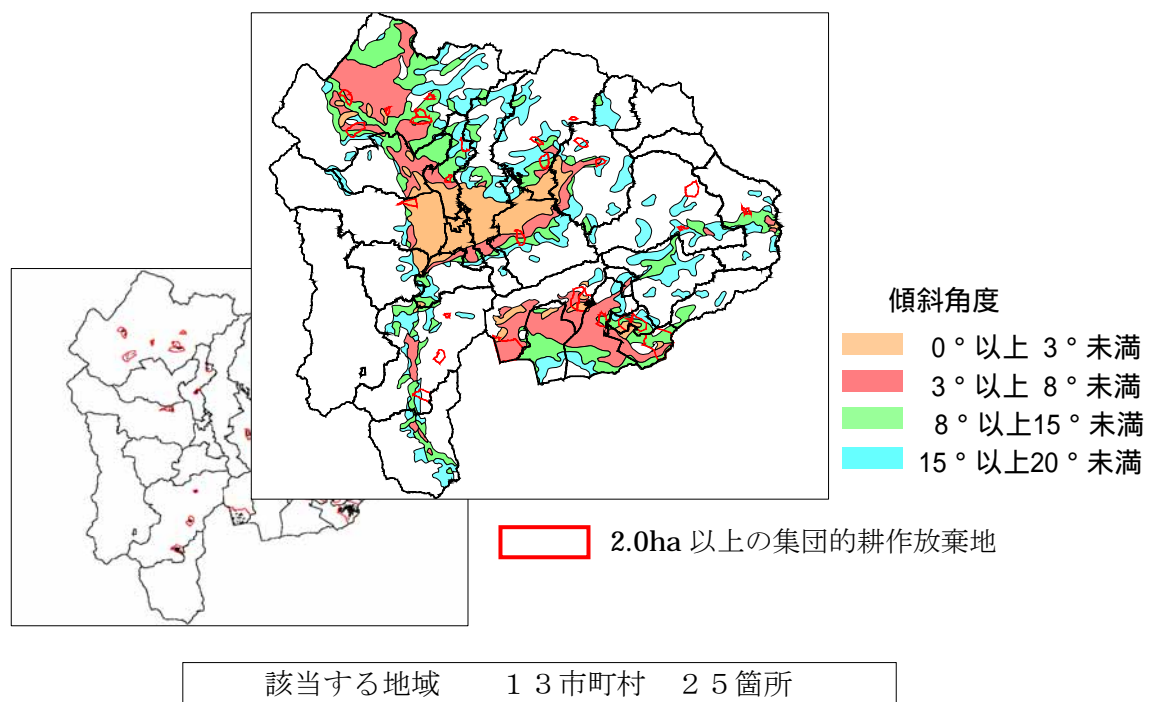 傾斜角度
0°以上 3°未満
3°以上 8°未満
8°以上15°未満
15°以上20°未満
2.0ha 以上の集団的耕作放棄地
該当する地域　　１３市町村　２５箇所